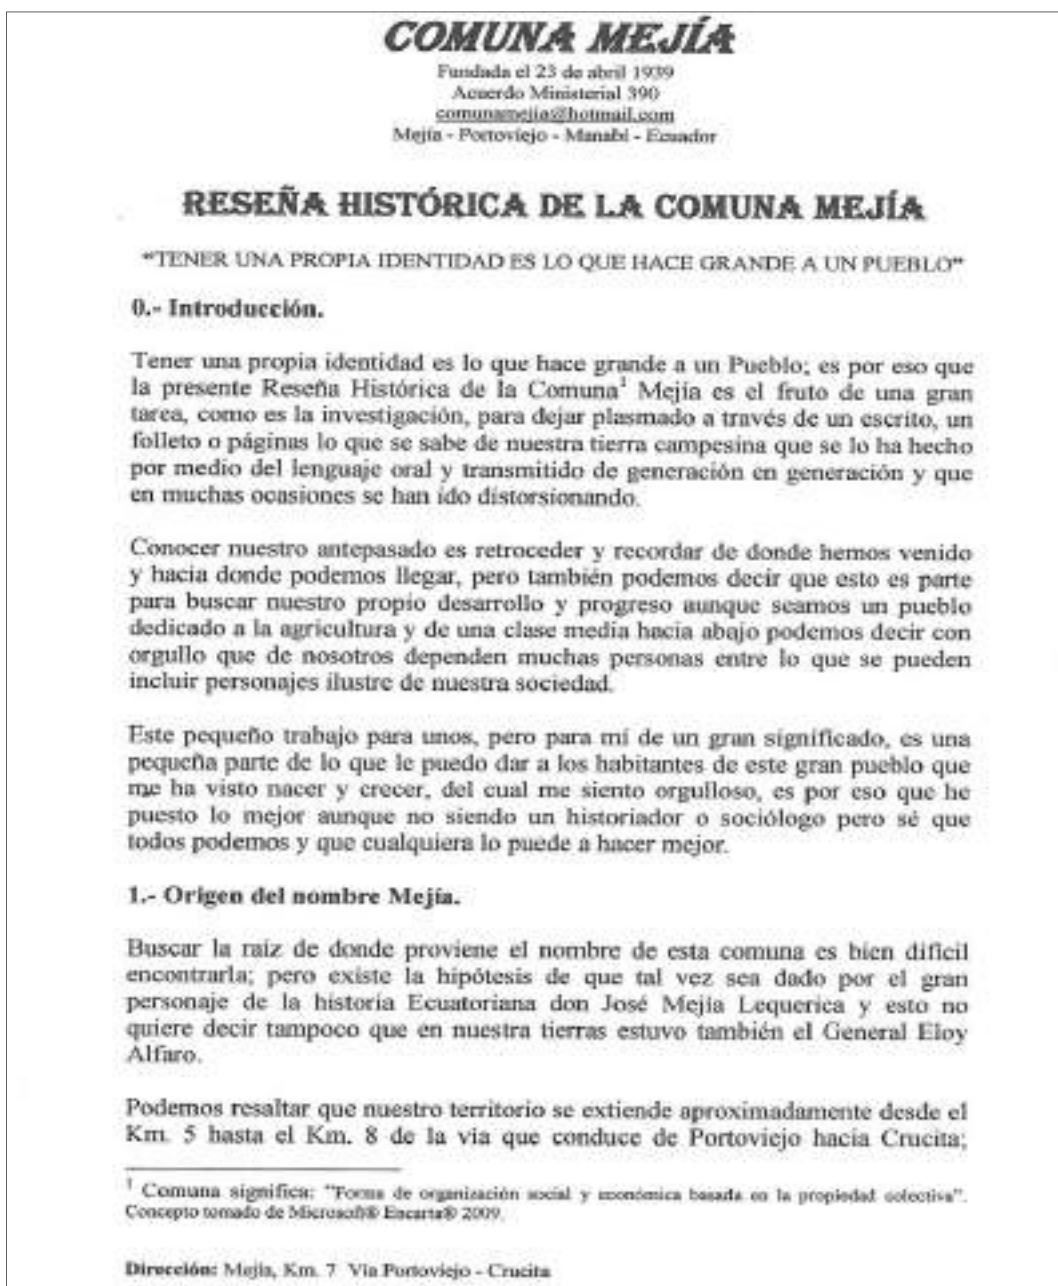 COMUNA MEJÍA
Fundada el 23 de abril 1939
Acuerdo Ministerial 390
comunamejia@hotmail.com
Mejía - Portoviejo - Manabí - Ecuador
RESEÑA HISTÓRICA DE LA COMUNA MEJÍA
"TENER UNA PROPIA IDENTIDAD ES LO QUE HACE GRANDE A UN PUEBLO"
0.- Introducción.
Tener una propia identidad es lo que hace grande a un Pueblo; es por eso que
la presente Reseña Histórica de la Comuna¹ Mejía es el fruto de una gran
tarea, como es la investigación, para dejar plasmado a través de un escrito, un
folleto o páginas lo que se sabe de nuestra tierra campesina que se lo ha hecho
por medio del lenguaje oral y transmitido de generación en generación y que
en muchas ocasiones se han ido distorsionando.
Conocer nuestro antepasado es retroceder y recordar de donde hemos venido
y hacia donde podemos llegar, pero también podemos decir que esto es parte
para buscar nuestro propio desarrollo y progreso aunque seamos un pueblo
dedicado a la agricultura y de una clase media hacia abajo podemos decir con
orgullo que de nosotros dependen muchas personas entre lo que se pueden
incluir personajes ilustre de nuestra sociedad.
Este pequeño trabajo para unos, pero para mí de un gran significado, es una
pequeña parte de lo que le puedo dar a los habitantes de este gran pueblo que
me ha visto nacer y crecer, del cual me siento orgulloso, es por eso que he
puesto lo mejor aunque no siendo un historiador o sociólogo pero sé que
todos podemos y que cualquiera lo puede a hacer mejor.
1.- Origen del nombre Mejía.
Buscar la raíz de donde proviene el nombre de esta comuna es bien difícil
encontrarla; pero existe la hipótesis de que tal vez sea dado por el gran
personaje de la historia Ecuatoriana don José Mejía Lequerica y esto no
quiere decir tampoco que en nuestra tierras estuvo también el General Eloy
Alfaro.
Podemos resaltar que nuestro territorio se extiende aproximadamente desde el
Km. 5 hasta el Km. 8 de la vía que conduce de Portoviejo hacia Crucita;
¹ Comuna significa: "Forma de organización social y económica basada en la propiedad colectiva".
Concepto tomado de Microsoft® Encarta® 2009.
Dirección: Mejía, Km. 7 Vía Portoviejo - Crucita